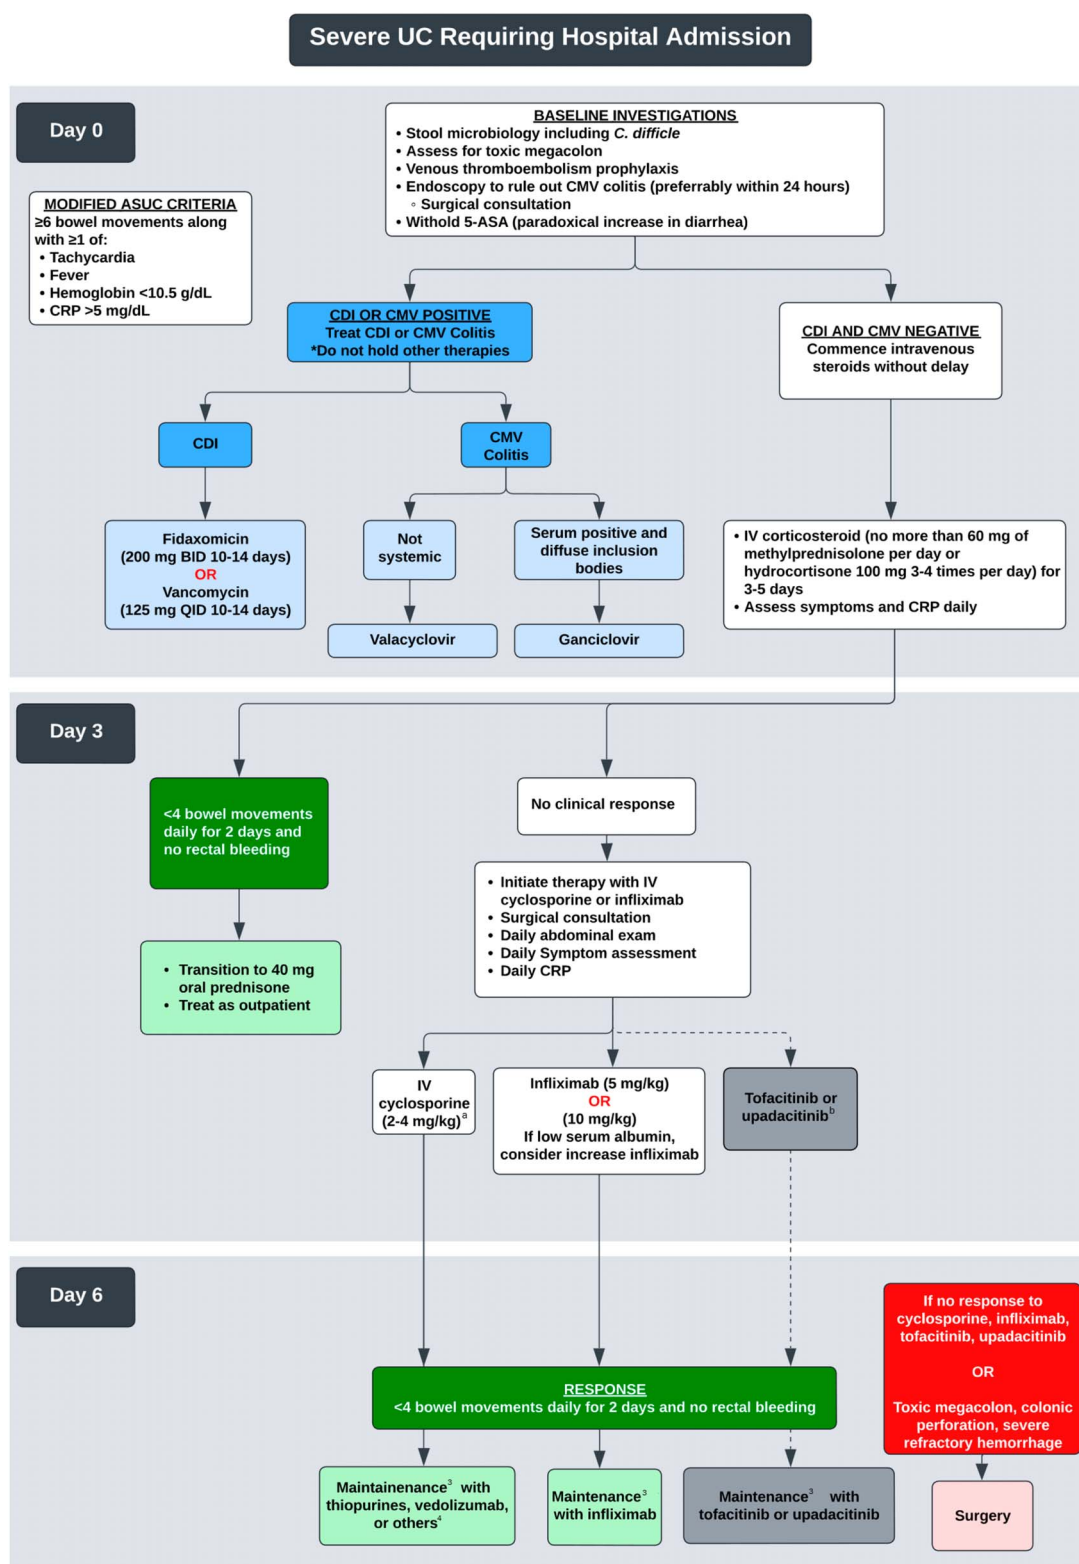 Severe UC Requiring Hospital Admission
Day 0
BASELINE INVESTIGATIONS
• Stool microbiology including C. difficle
• Assess for toxic megacolon
• Venous thromboembolism prophylaxis
• Endoscopy to rule out CMV colitis (preferrably within 24 hours)
◦ Surgical consultation
• Withold 5-ASA (paradoxical increase in diarrhea)
MODIFIED ASUC CRITERIA
≥6 bowel movements along
with ≥1 of:
• Tachycardia
• Fever
• Hemoglobin <10.5 g/dL
• CRP >5 mg/dL
CDI OR CMV POSITIVE
Treat CDI or CMV Colitis
*Do not hold other therapies
CDI AND CMV NEGATIVE
Commence intravenous
steroids without delay
CDI
CMV
Colitis
Fidaxomicin
(200 mg BID 10-14 days)
OR
Vancomycin
(125 mg QID 10-14 days)
Not
systemic
Serum positive and
diffuse inclusion
bodies
• IV corticosteroid (no more than 60 mg of
methylprednisolone per day or
hydrocortisone 100 mg 3-4 times per day) for
3-5 days
• Assess symptoms and CRP daily
Valacyclovir
Ganciclovir
Day 3
<4 bowel movements
daily for 2 days and
no rectal bleeding
No clinical response
• Initiate therapy with IV
cyclosporine or infliximab
• Surgical consultation
• Daily abdominal exam
• Daily Symptom assessment
• Daily CRP
• Transition to 40 mg
oral prednisone
• Treat as outpatient
IV
cyclosporine
(2-4 mg/kg)a
Infliximab (5 mg/kg)
OR
(10 mg/kg)
If low serum albumin,
consider increase infliximab
Tofacitinib or
upadacitinibb
Day 6
If no response to
cyclosporine, infliximab,
tofacitinib, upadacitinib
OR
Toxic megacolon, colonic
perforation, severe
refractory hemorrhage
RESPONSE
<4 bowel movements daily for 2 days and no rectal bleeding
Maintainenance3 with
thiopurines, vedolizumab,
or others4
Maintenance3
with infliximab
Maintenance3 with
tofacitinib or upadacitinib
Surgery